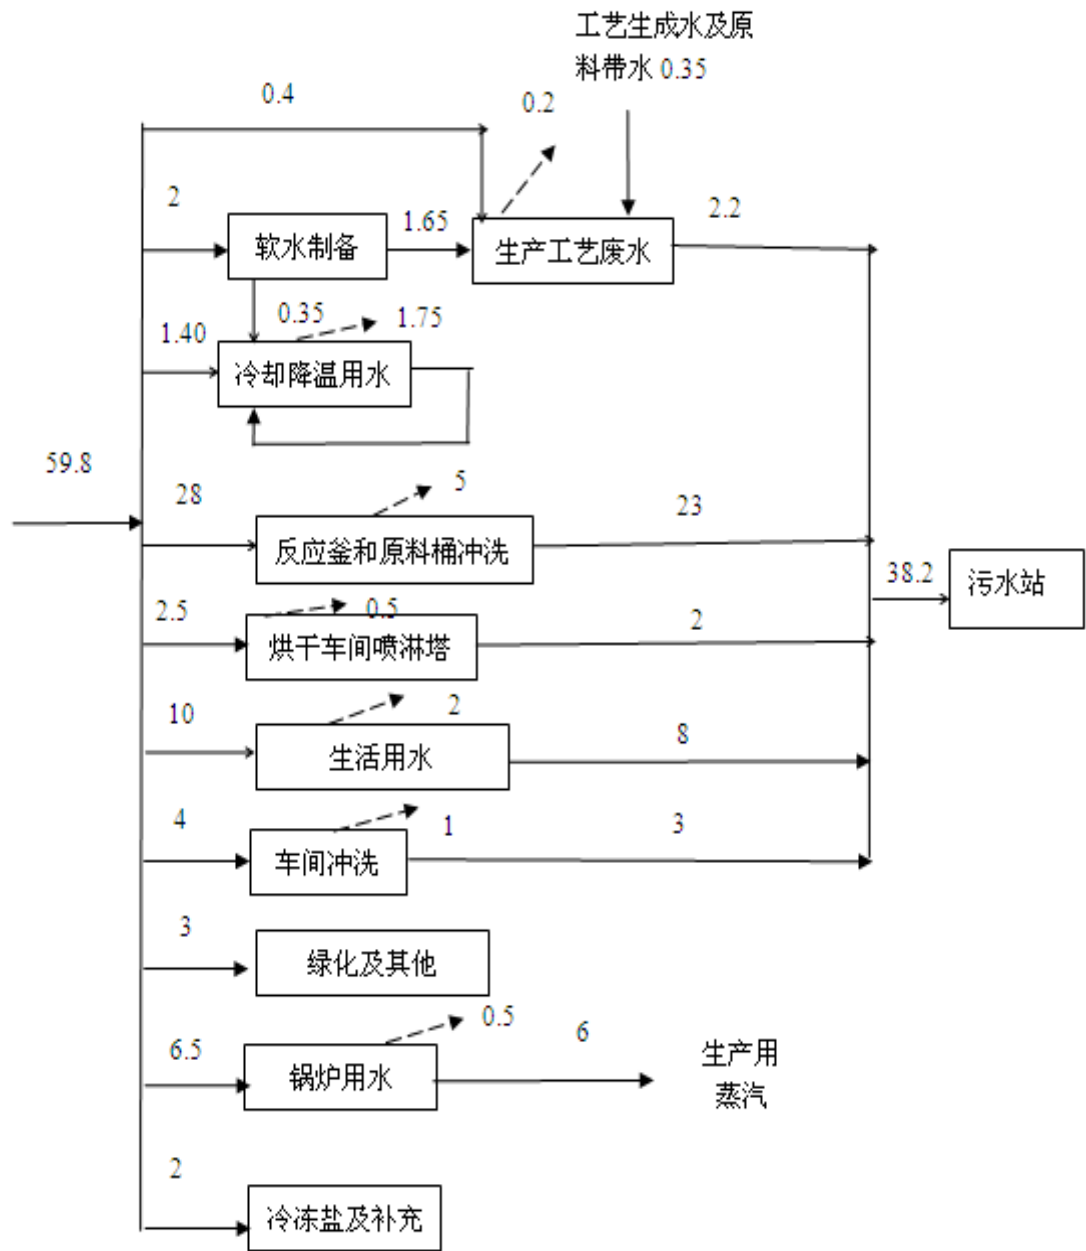 工艺生成水及原
料带水 0.35
0.4
0.2
2
1.65
2.2
软水制备
生产工艺废水
0.35
1.75
1.40
冷却降温用水
59.8
28
5
23
反应釜和原料桶冲洗
38.2
污水站
2.5
0.5
2
烘干车间喷淋塔
10
2
8
生活用水
4
1
3
车间冲洗
3
绿化及其他
0.5
6
6.5
锅炉用水
生产用
蒸汽
2
冷冻盐及补充